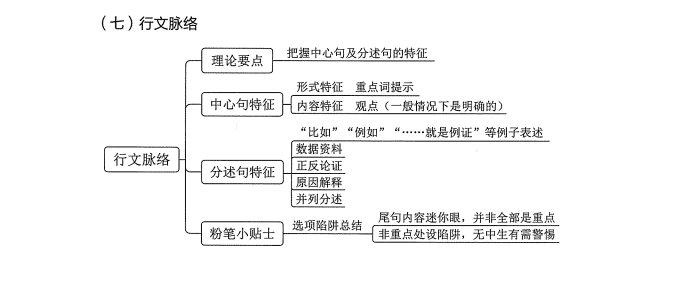 （七）行文脉络
行文脉络
理论要点
把握中心句及分述句的特征
中心句特征
形式特征 重点词提示
内容特征 观点（一般情况下是明确的）
分述句特征
“比如”“例如”“……就是例证”等例子表述
数据资料
正反论证
原因解释
并列分述
粉笔小贴士
选项陷阱总结
尾句内容迷你眼，并非全部是重点
非重点处设陷阱，无中生有需警惕